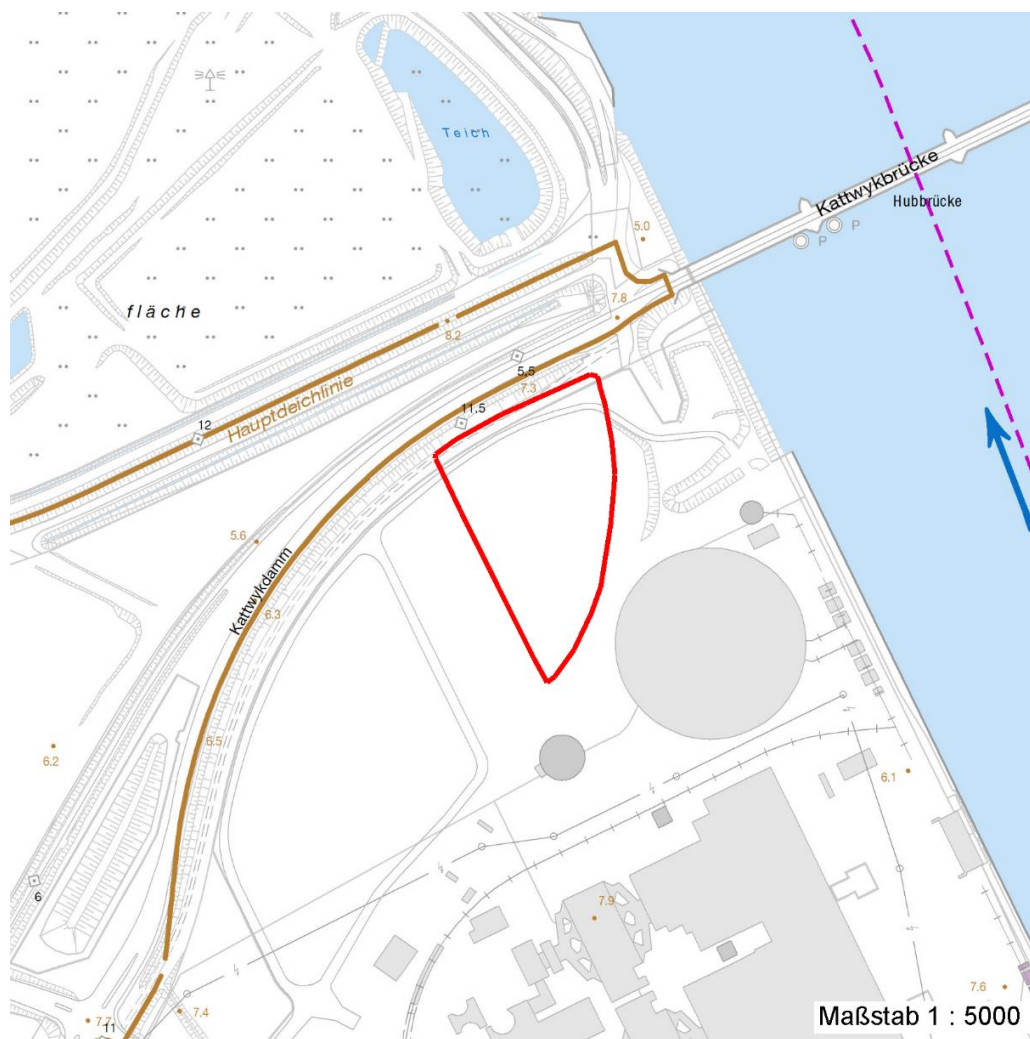 Teich
Kattwykbrücke
Hubbrücke
P
P
5.0
fläche
7.8
8.2
5.5
7.3
Hauptdeichlinie
12
11.5
5.6
Kattwykdamm
6.3
6.5
6.2
6.1
6
7.9
7.6
7.4
7.7
11
Maßstab 1 : 5000